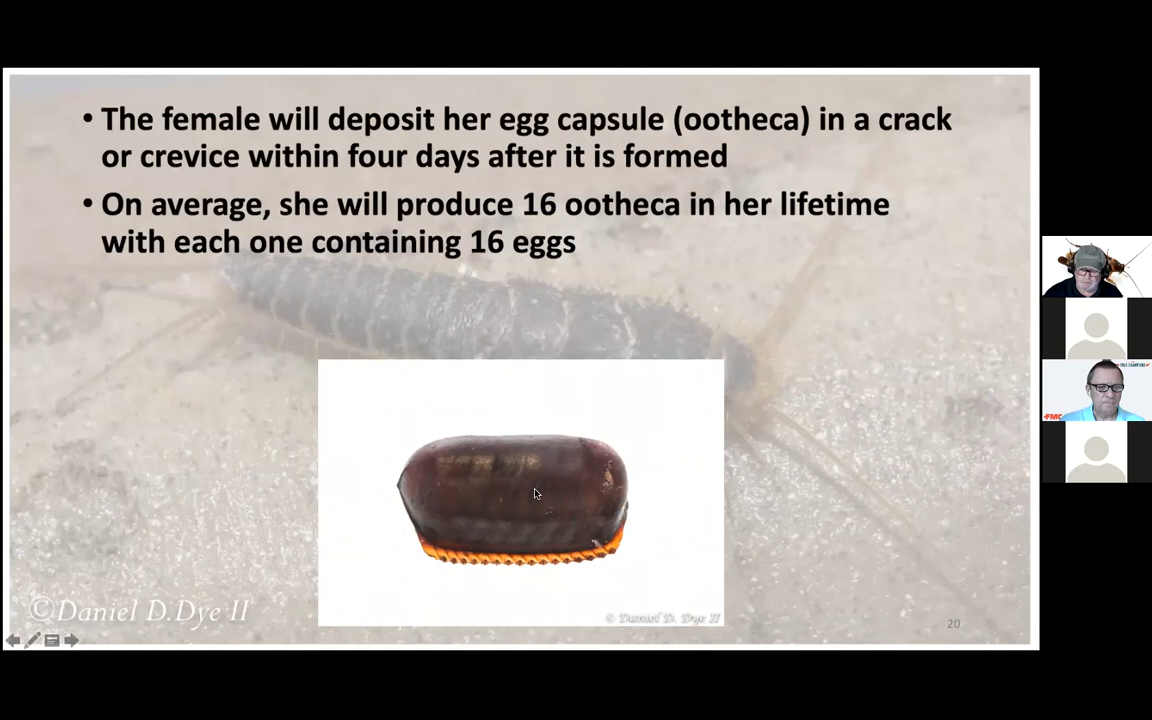 • The female will deposit her egg capsule (ootheca) in a crack
or crevice within four days after it is formed
• On average, she will produce 16 ootheca in her lifetime
with each one containing 16 eggs
©Daniel D.Dye II
© Daniel D. Dye II
20
FMC